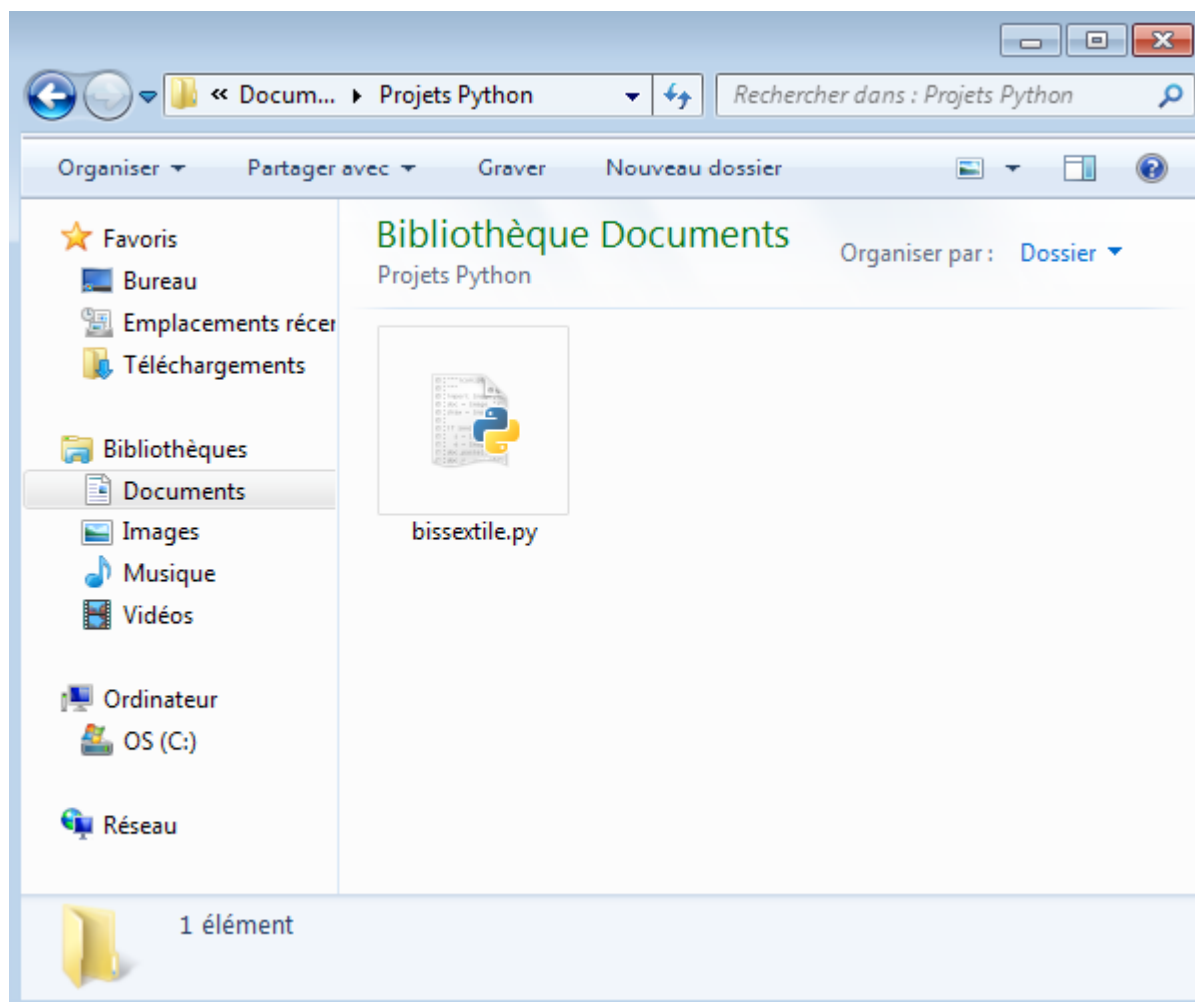 « Docum... Projets Python Rechercher dans : Projets Python
Organiser Partager avec Graver Nouveau dossier
Favoris
Bureau
Emplacements récer
Téléchargements
Bibliothèques
Documents
Images
Musique
Vidéos
Ordinateur
OS (C:)
Réseau
Bibliothèque Documents
Projets Python
Organiser par : Dossier
bissextile.py
1 élément